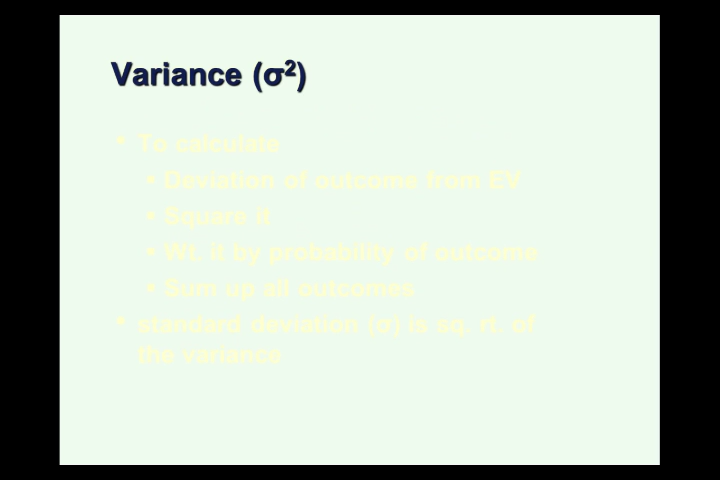 Variance (σ²)
• To calculate
• Deviation of outcome from EV
• Square it
• Wt. it by probability of outcome
• Sum up all outcomes
• standard deviation (σ) is sq. rt. of
the variance